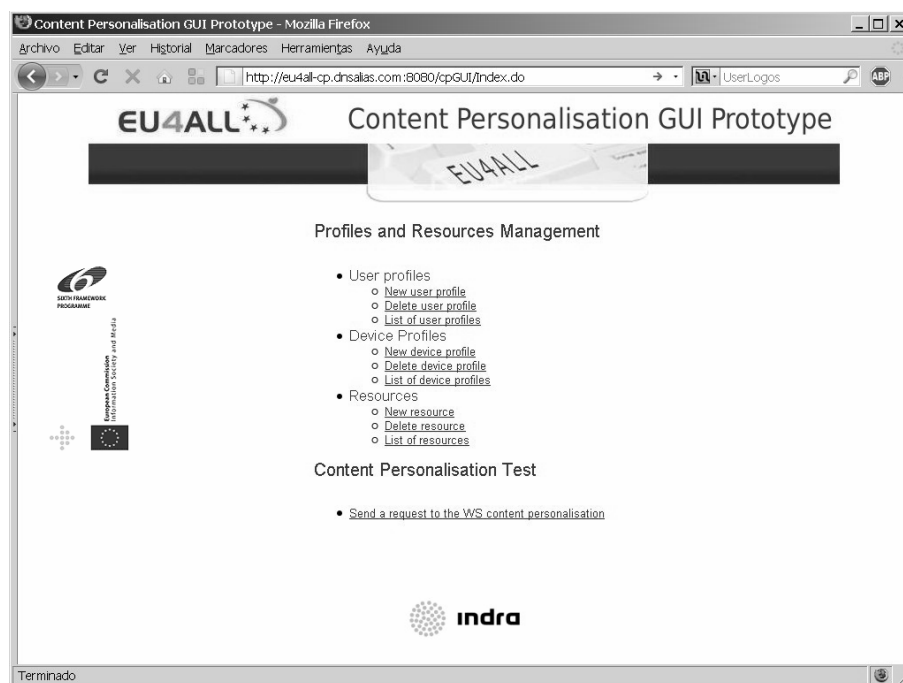 Content Personalisation GUI Prototype - Mozilla Firefox
Archivo Editar Ver Historial Marcadores Herramientas Ayuda
http://eu4all-cp.dnsalias.com:8080/cpGUI/Index.do
UserLogos
ABP
EU4ALL
Content Personalisation GUI Prototype
EU4ALL
Profiles and Resources Management
User profiles
New user profile
Delete user profile
List of user profiles
Device Profiles
New device profile
Delete device profile
List of device profiles
Resources
New resource
Delete resource
List of resources
Content Personalisation Test
Send a request to the WS content personalisation
6
SIXTH FRAMEWORK
PROGRAMME
European Commission
Information Society and Media
indra
Terminado